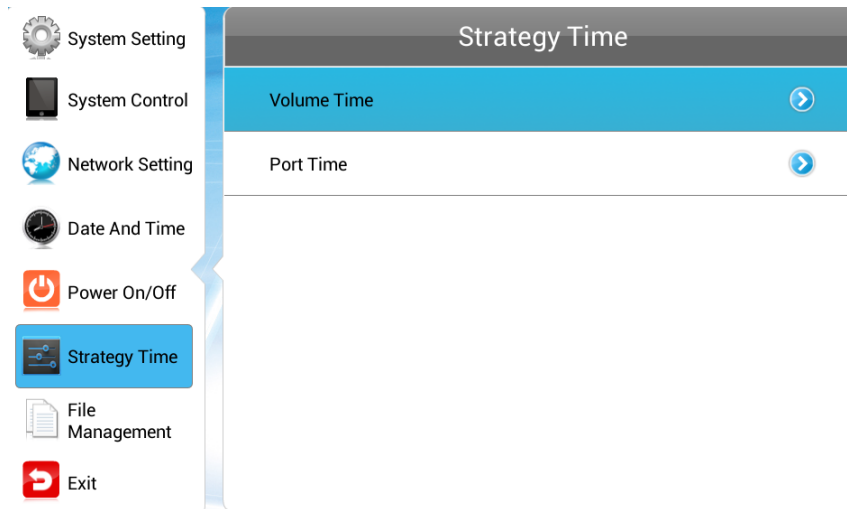 System Setting
System Control
Network Setting
Date And Time
Power On/Off
Strategy Time
File
Management
Exit
Strategy Time
Volume Time
Port Time